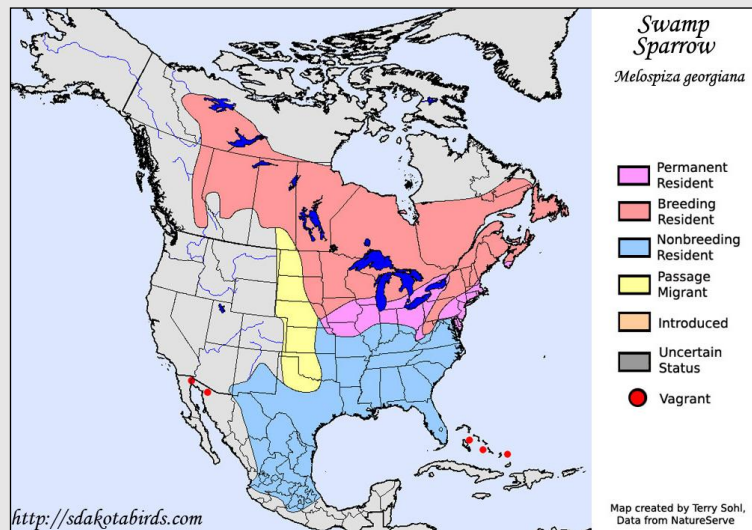 Swamp
Sparrow
Melospiza georgiana
Permanent
Resident
Breeding
Resident
Nonbreeding
Resident
Passage
Migrant
Introduced
Uncertain
Status
Vagrant
http://sdakotabirds.com
Map created by Terry Sohl,
Data from NatureServe